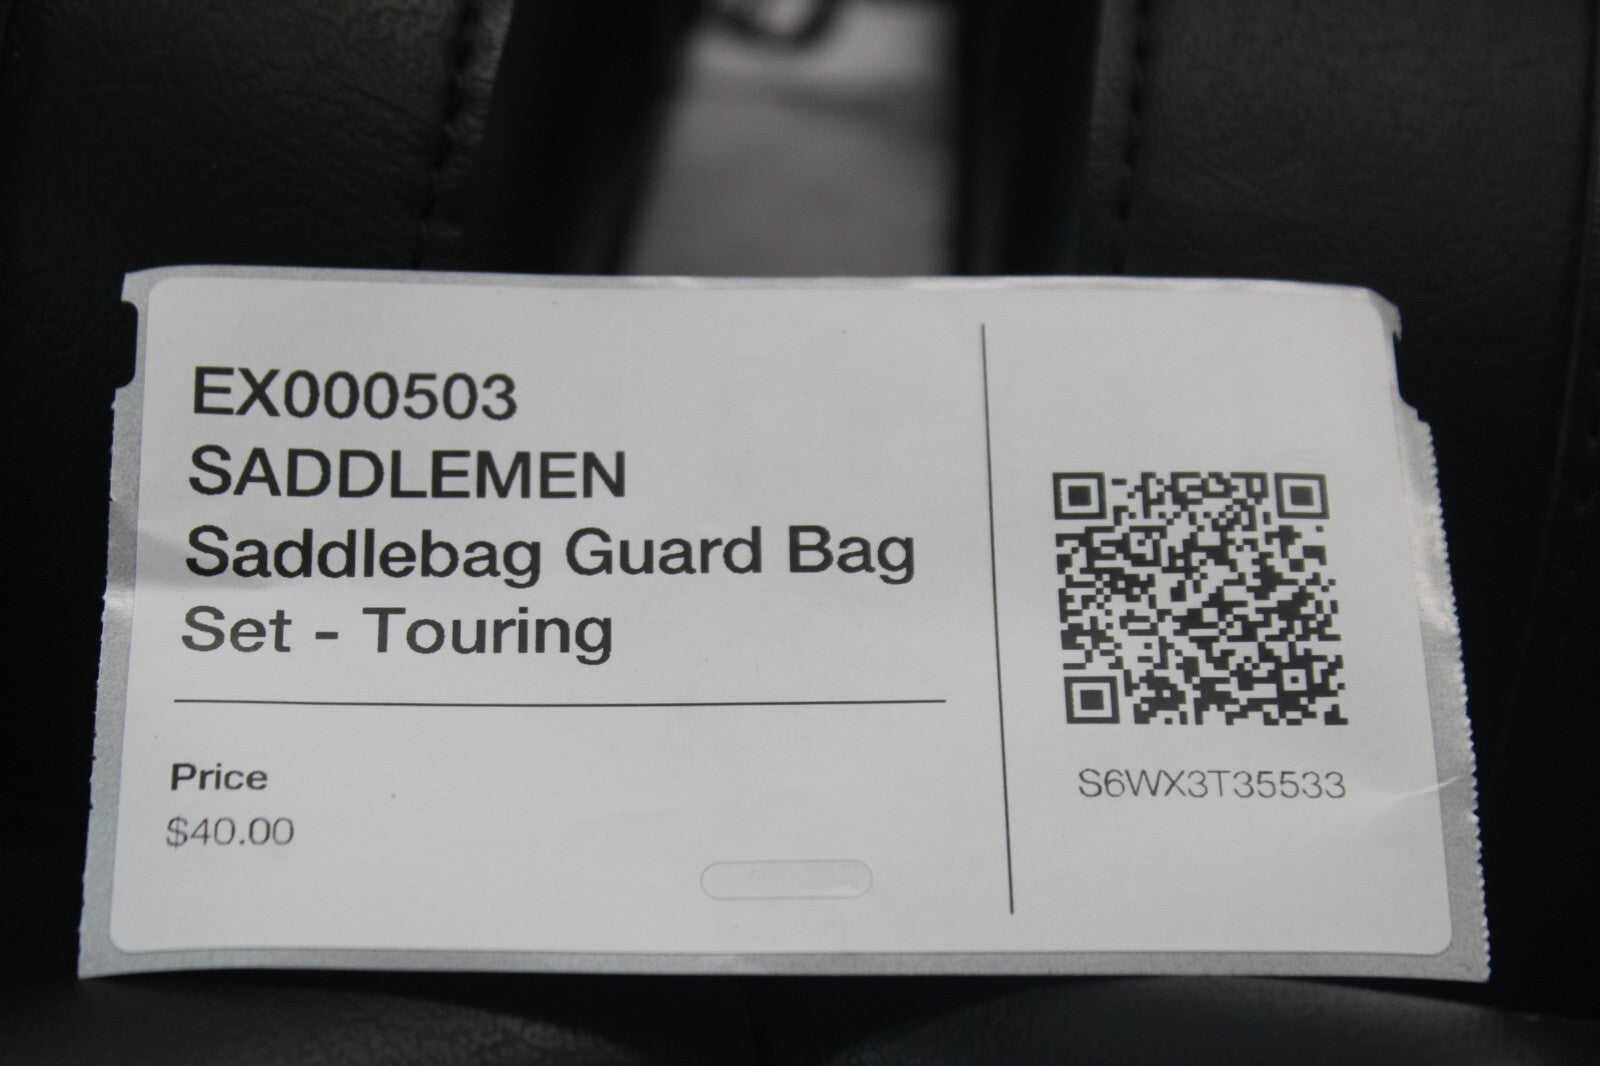 EX000503
SADDLEMEN
Saddlebag Guard Bag
Set - Touring
Price
$40.00
S6WX3T35533